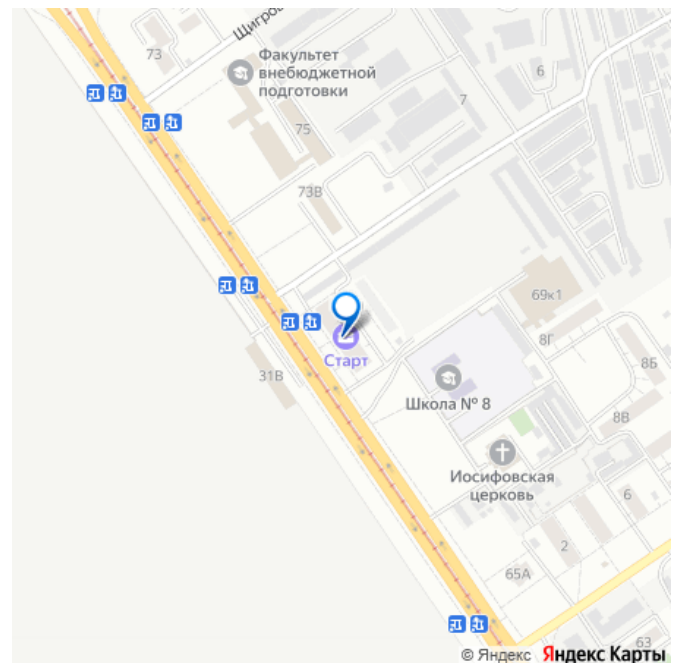 Щигров
73
Факультет
внебюджетной
подготовки
6
7
75
73В
69к1
8Г
Старт
31В
8Б
Школа № 8
8В
Иосифовская
церковь
6
2
65А
63
© Яндекс Яндекс Карты